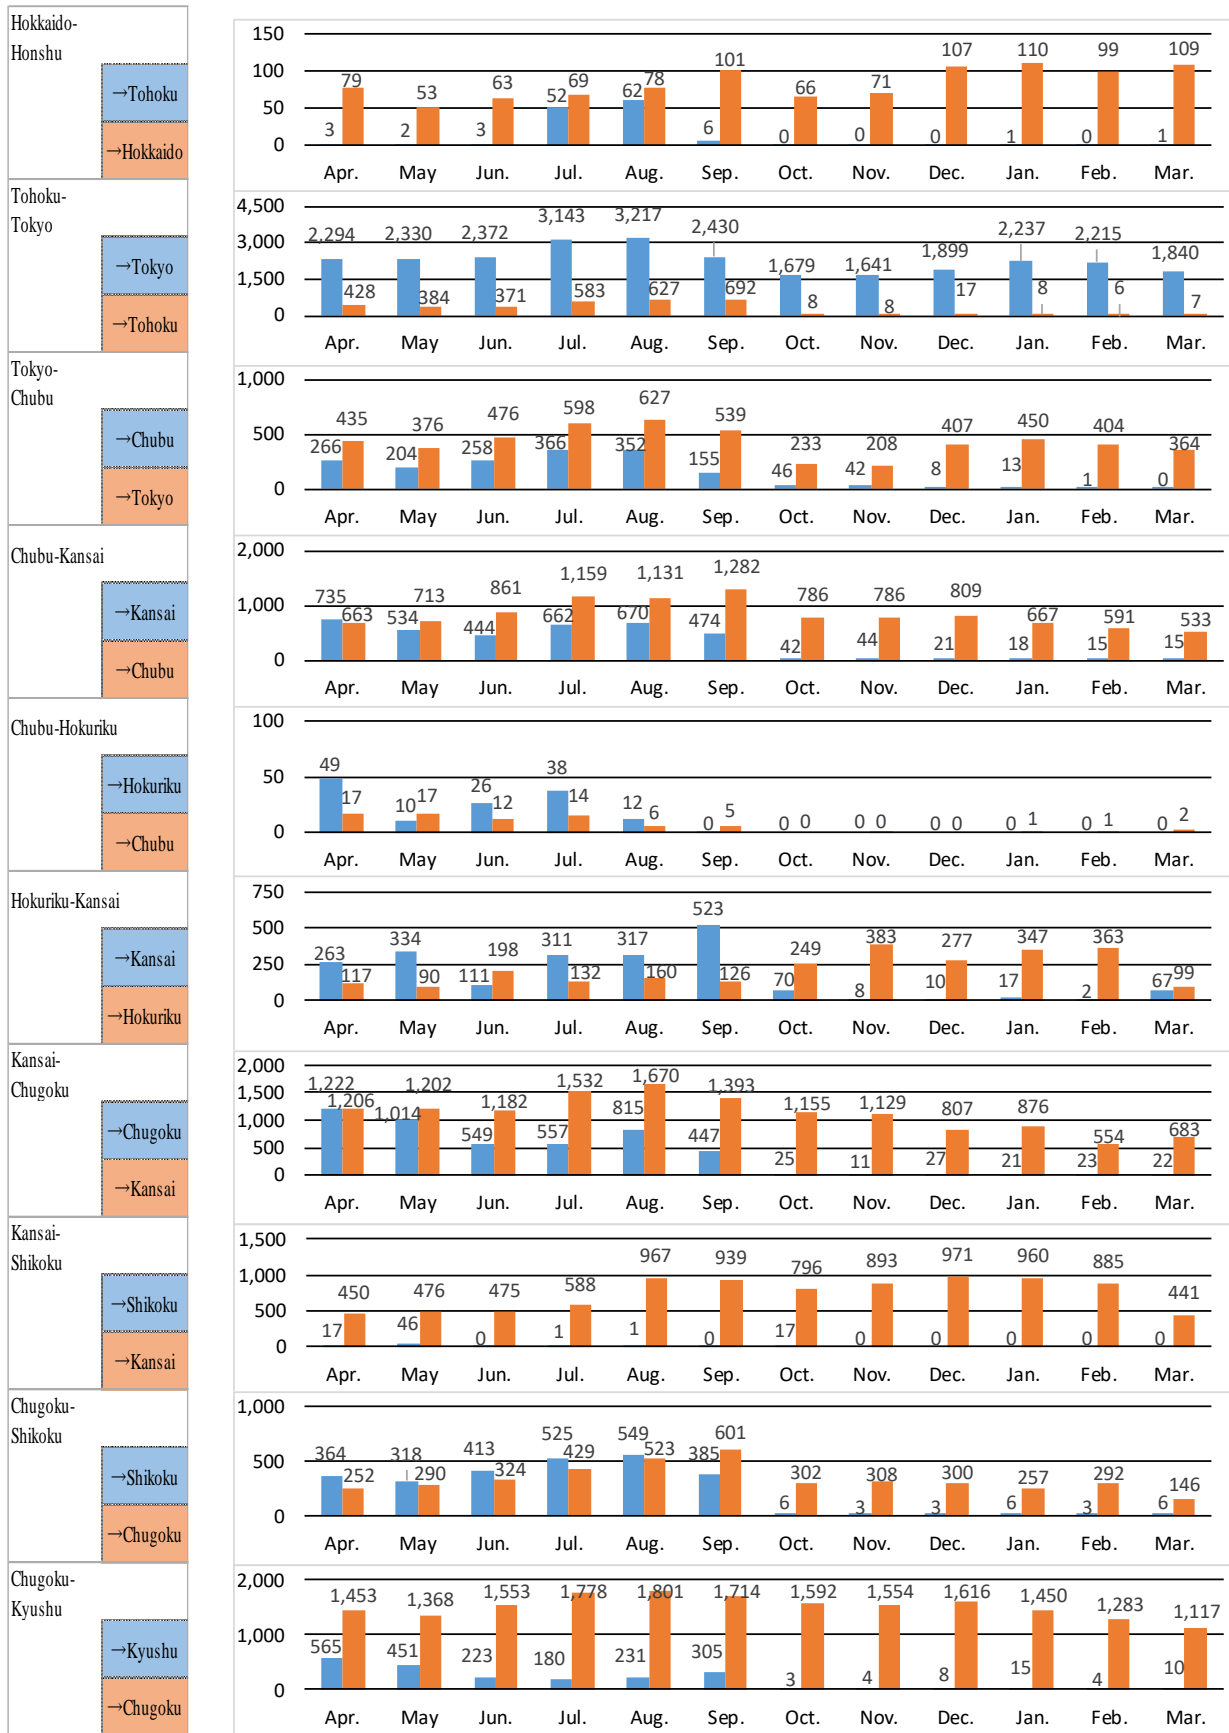 Hokkaido-
Honshu
→Tohoku
→Hokkaido
150
100
50
0
79 53 63 69 78 101 66 71 107 110 99 109
3 2 3 52 62 6 0 0 0 1 0 1
Apr. May Jun. Jul. Aug. Sep. Oct. Nov. Dec. Jan. Feb. Mar.
Tohoku-
Tokyo
→Tokyo
→Tohoku
4,500
3,000
1,500
0
2,294 2,330 2,372 3,143 3,217 2,430 1,679 1,641 1,899 2,237 2,215 1,840
428 384 371 583 627 692 8 8 17 8 6 7
Apr. May Jun. Jul. Aug. Sep. Oct. Nov. Dec. Jan. Feb. Mar.
Tokyo-
Chubu
→Chubu
→Tokyo
1,000
500
0
435 376 476 598 627 539 233 208 407 450 404 364
266 204 258 366 352 155 46 42 8 13 1 0
Apr. May Jun. Jul. Aug. Sep. Oct. Nov. Dec. Jan. Feb. Mar.
Chubu-Kansai
→Kansai
→Chubu
2,000
1,000
0
735 534 444 662 670 474 42 44 21 18 15 15
663 713 861 1,159 1,131 1,282 786 786 809 667 591 533
Apr. May Jun. Jul. Aug. Sep. Oct. Nov. Dec. Jan. Feb. Mar.
Chubu-Hokuriku
→Hokuriku
→Chubu
100
50
0
49 10 26 38 12 0 0 0 0 0 0 0
17 17 12 14 6 5 0 0 0 1 1 2
Apr. May Jun. Jul. Aug. Sep. Oct. Nov. Dec. Jan. Feb. Mar.
Hokuriku-Kansai
→Kansai
→Hokuriku
750
500
250
0
263 334 111 311 317 523 70 8 10 17 2 67
117 90 198 132 160 126 249 383 277 347 363 99
Apr. May Jun. Jul. Aug. Sep. Oct. Nov. Dec. Jan. Feb. Mar.
Kansai-
Chugoku
→Chugoku
→Kansai
2,000
1,500
1,000
500
0
1,222 1,014 549 557 815 447 25 11 27 21 23 22
1,206 1,202 1,182 1,532 1,670 1,393 1,155 1,129 807 876 554 683
Apr. May Jun. Jul. Aug. Sep. Oct. Nov. Dec. Jan. Feb. Mar.
Kansai-
Shikoku
→Shikoku
→Kansai
1,500
1,000
500
0
450 476 475 588 967 939 796 893 971 960 885 441
17 46 0 1 1 0 17 0 0 0 0 0
Apr. May Jun. Jul. Aug. Sep. Oct. Nov. Dec. Jan. Feb. Mar.
Chugoku-
Shikoku
→Shikoku
→Chugoku
1,000
500
0
364 318 413 525 549 385 6 3 3 6 3 6
252 290 324 429 523 601 302 308 300 257 292 146
Apr. May Jun. Jul. Aug. Sep. Oct. Nov. Dec. Jan. Feb. Mar.
Chugoku-
Kyushu
→Kyushu
→Chugoku
2,000
1,000
0
1,453 1,368 1,553 1,778 1,801 1,714 1,592 1,554 1,616 1,450 1,283 1,117
565 451 223 180 231 305 3 4 8 15 4 10
Apr. May Jun. Jul. Aug. Sep. Oct. Nov. Dec. Jan. Feb. Mar.